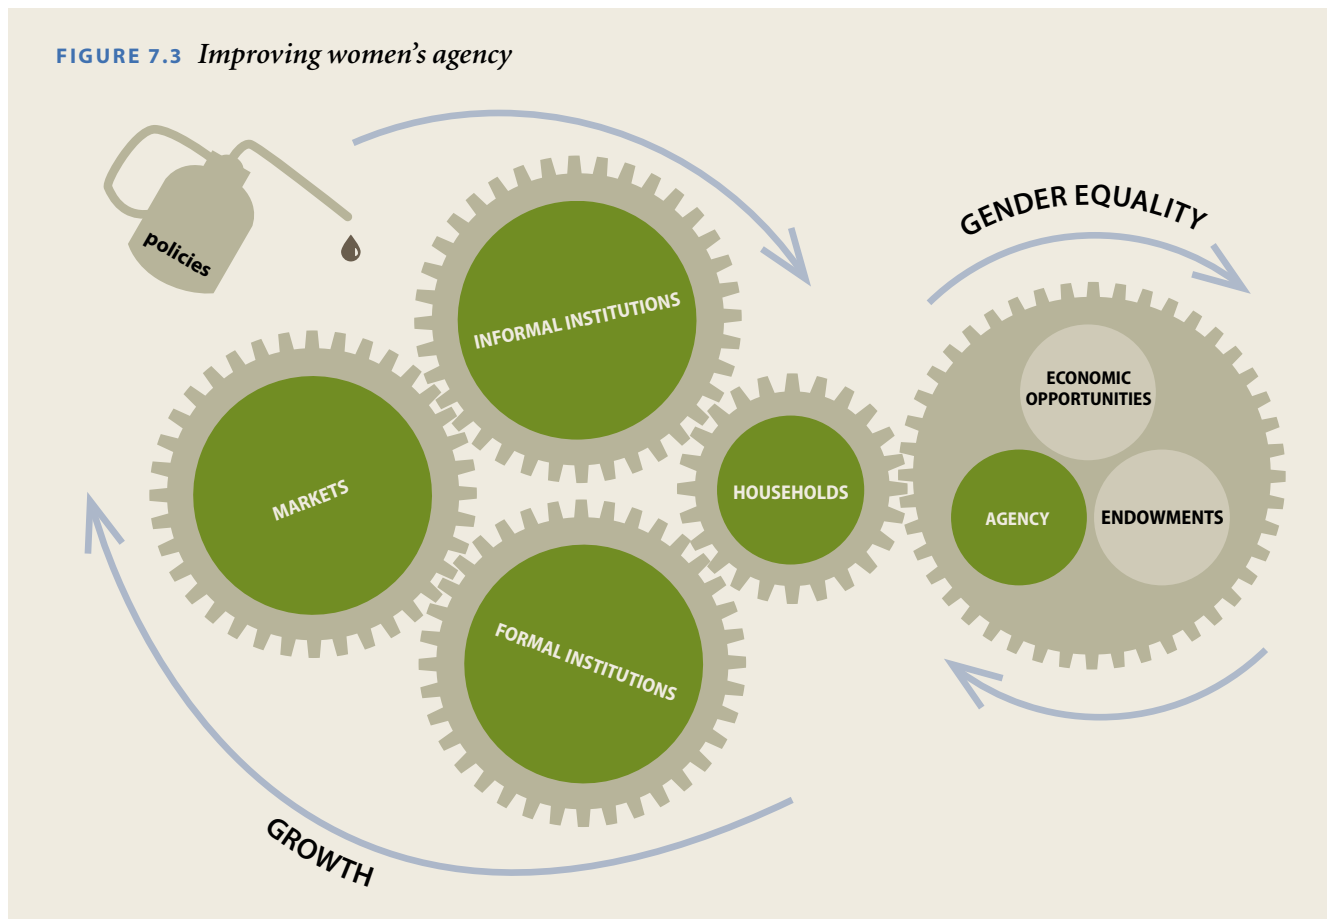 FIGURE 7.3 Improving women's agency
policies
GENDER EQUALITY
INFORMAL INSTITUTIONS
ECONOMIC
OPPORTUNITIES
MARKETS
HOUSEHOLDS
AGENCY
ENDOWMENTS
FORMAL INSTITUTIONS
GROWTH